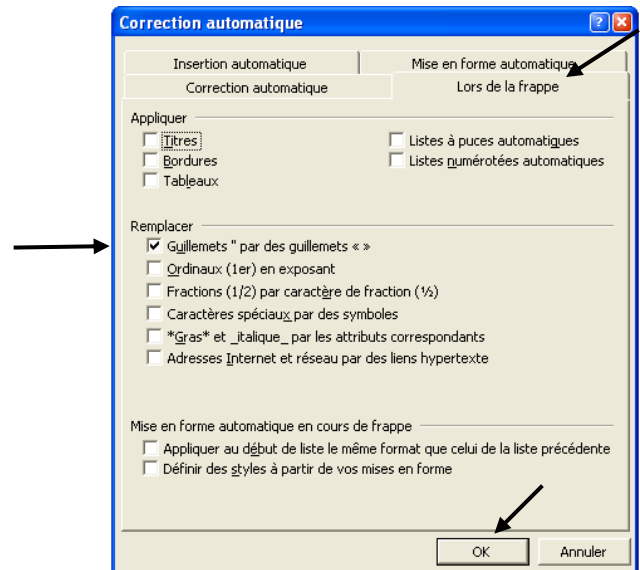 Correction automatique
Insertion automatique Mise en forme automatique
Correction automatique Lors de la frappe
Appliquer
Titres Listes à puces automatiques
Bordures Listes numérotées automatiques
Tableaux
Remplacer
Guillemets " par des guillemets « »
Ordinaux (1er) en exposant
Fractions (1/2) par caractère de fraction (½)
Caractères spéciaux par des symboles
*Gras* et _italique_ par les attributs correspondants
Adresses Internet et réseau par des liens hypertexte
Mise en forme automatique en cours de frappe
Appliquer au début de liste le même format que celui de la liste précédente
Définir des styles à partir de vos mises en forme
OK Annuler